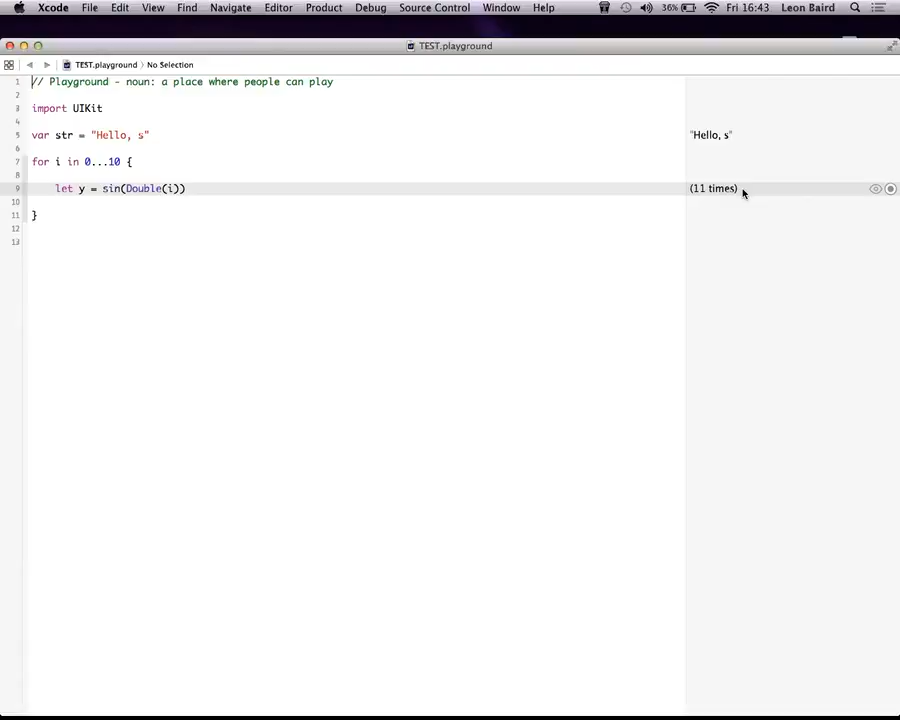 Xcode File Edit View Find Navigate Editor Product Debug Source Control Window Help 36% Fri 16:43 Leon Baird
TEST.playground
TEST.playground No Selection
1 // Playground - noun: a place where people can play
2
3 import UIKit
4
5 var str = "Hello, s" "Hello, s"
6
7 for i in 0...10 {
8
9 let y = sin(Double(i)) (11 times)
10
11 }
12
13